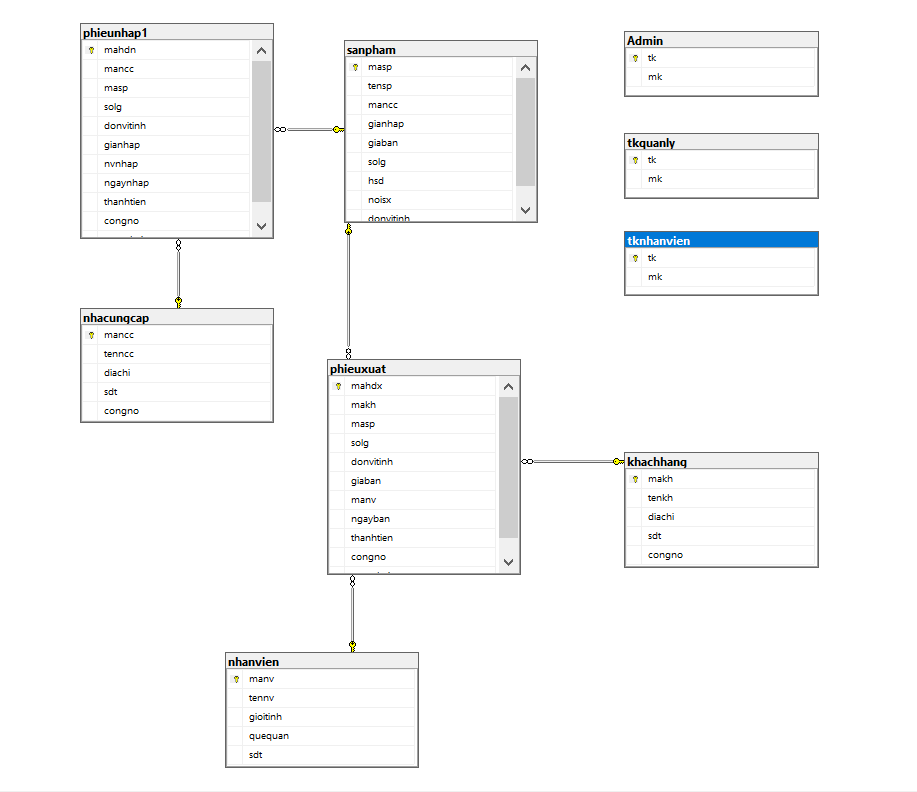 phieunhap1
mahdn
mancc
masp
solg
donvitinh
gianhap
nvnhap
ngaynhap
thanhtien
congno
sanpham
masp
tensp
mancc
gianhap
giaban
solg
hsd
noisx
donvitinh
Admin
tk
mk
tkquanly
tk
mk
tknhanvien
tk
mk
nhacungcap
mancc
tenncc
diachi
sdt
congno
phieuxuat
mahdx
makh
masp
solg
donvitinh
giaban
manv
ngayban
thanhtien
congno
khachhang
makh
tenkh
diachi
sdt
congno
nhanvien
manv
tennv
gioitinh
quequan
sdt